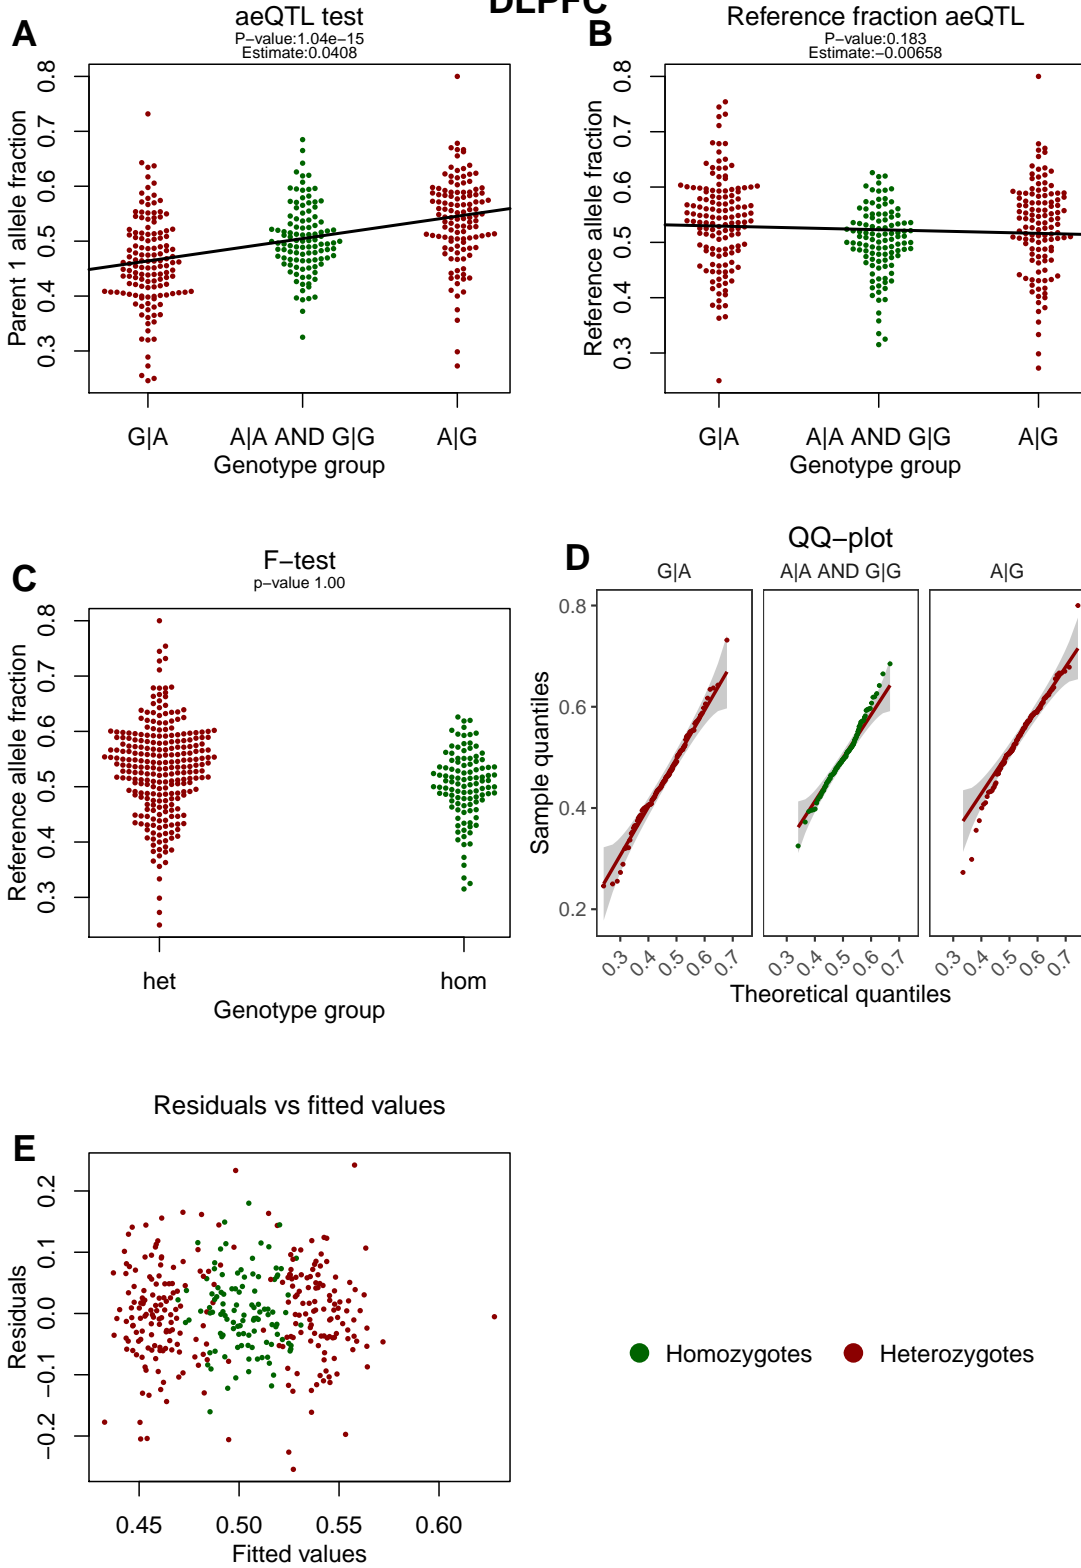 DLPFC
A
aeQTL test
P−value:1.04e−15
Estimate:0.0408
Parent 1 allele fraction
0.8
0.7
0.6
0.5
0.4
0.3
G|A
A|A AND G|G
A|G
Genotype group
B
Reference fraction aeQTL
P−value:0.183
Estimate:−0.00658
Reference allele fraction
0.8
0.7
0.6
0.5
0.4
0.3
G|A
A|A AND G|G
A|G
Genotype group
C
F−test
p−value 1.00
Reference allele fraction
0.8
0.7
0.6
0.5
0.4
0.3
het
hom
Genotype group
D
QQ−plot
G|A
A|A AND G|G
A|G
Sample quantiles
0.8
0.6
0.4
0.2
0.3 0.4 0.5 0.6 0.7
0.3 0.4 0.5 0.6 0.7
0.3 0.4 0.5 0.6 0.7
Theoretical quantiles
E
Residuals vs fitted values
Residuals
0.2
0.1
0.0
−0.1
−0.2
0.45 0.50 0.55 0.60
Fitted values
Homozygotes
Heterozygotes